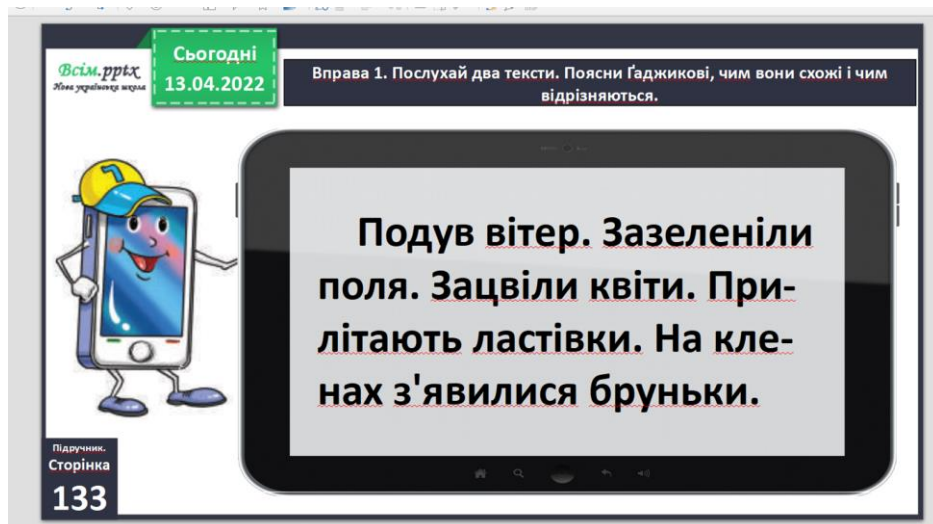 Всім.pptx
Нова українська школа
Сьогодні
13.04.2022
Вправа 1. Послухай два тексти. Поясни Ґаджикові, чим вони схожі і чим
відрізняються.
Подув вітер. Зазеленіли
поля. Зацвіли квіти. При-
літають ластівки. На кле-
нах з'явилися бруньки.
Підручник.
Сторінка
133